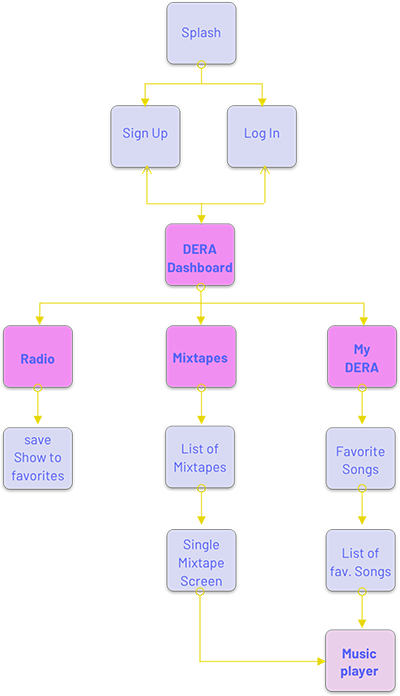 Splash
Sign Up
Log In
DERA
Dashboard
Radio
Mixtapes
My
DERA
save
Show to
favorites
List of
Mixtapes
Favorite
Songs
Single
Mixtape
Screen
List of
fav. Songs
Music
player